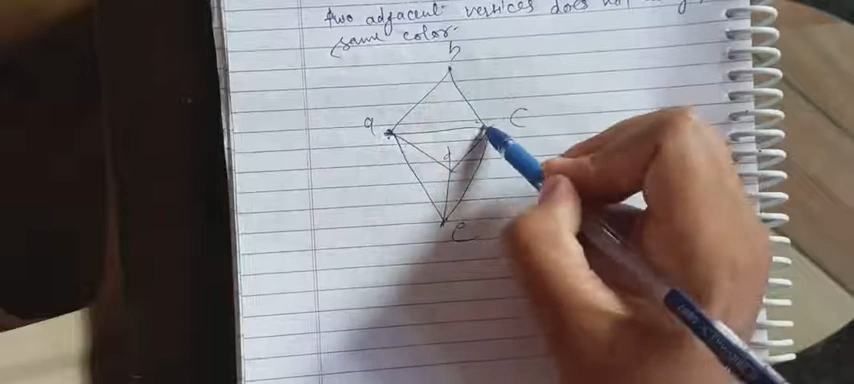 two adjacent vertices does not
same color.
b
a
C
d
e